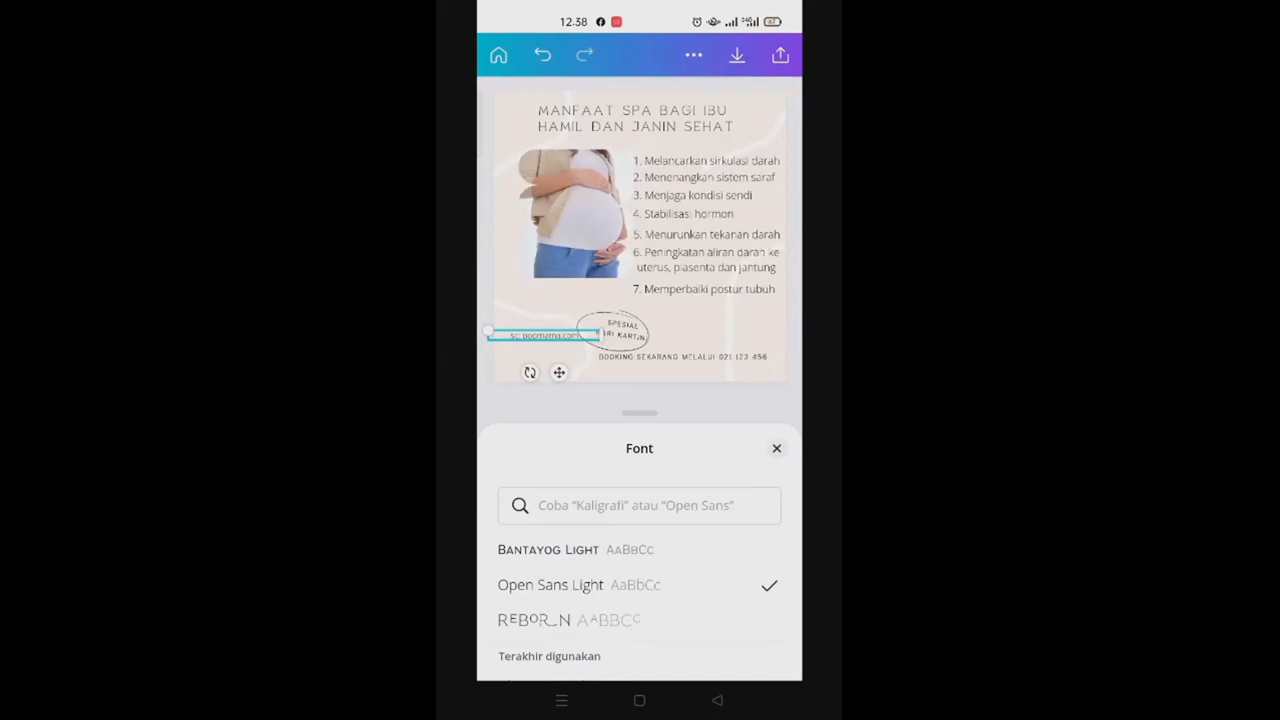 12.38
MANFAAT SPA BAGI IBU
HAMIL DAN JANIN SEHAT
1. Melancarkan sirkulasi darah
2. Menenangkan sistem saraf
3. Menjaga kondisi sendi
4. Stabilisasi hormon
5. Menurunkan tekanan darah
6. Peningkatan aliran darah ke
uterus, plasenta dan jantung
7. Memperbaiki postur tubuh
SPESIAL
sc: popmama.com
BOOKING SEKARANG MELALUI 021 123 456
Font
Coba "Kaligrafi" atau "Open Sans"
BANTAYOG LIGHT AABBCC
Open Sans Light AaBbCc
REBORN AABBCC
Terakhir digunakan